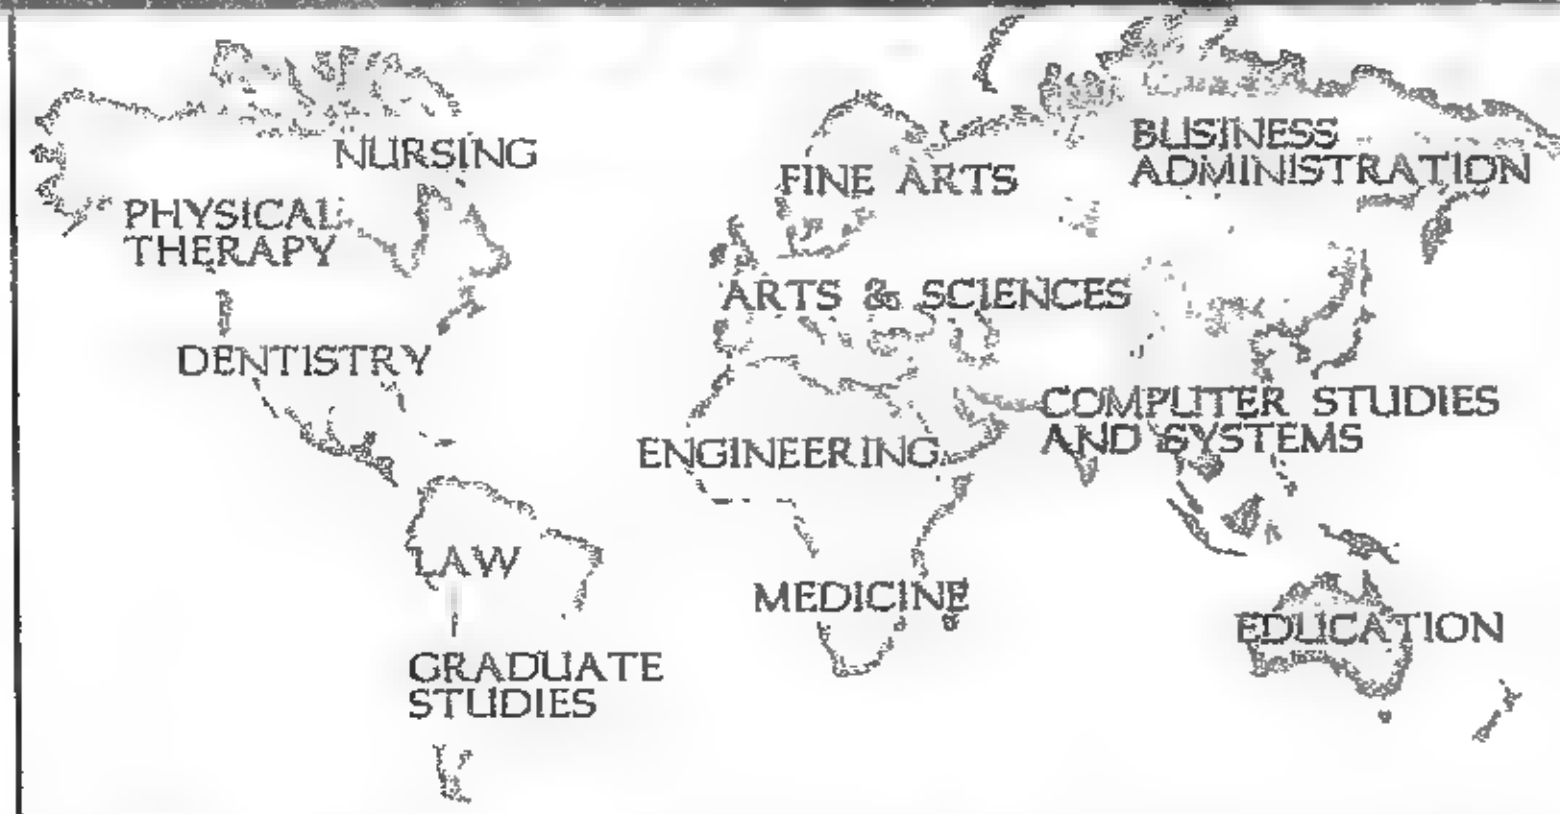 NURSING
PHYSICAL
THERAPY
DENTISTRY
LAW
GRADUATE
STUDIES
FINE ARTS
BUSINESS
ADMINISTRATION
ARTS & SCIENCES
COMPUTER STUDIES
AND SYSTEMS
ENGINEERING
MEDICINE
EDUCATION